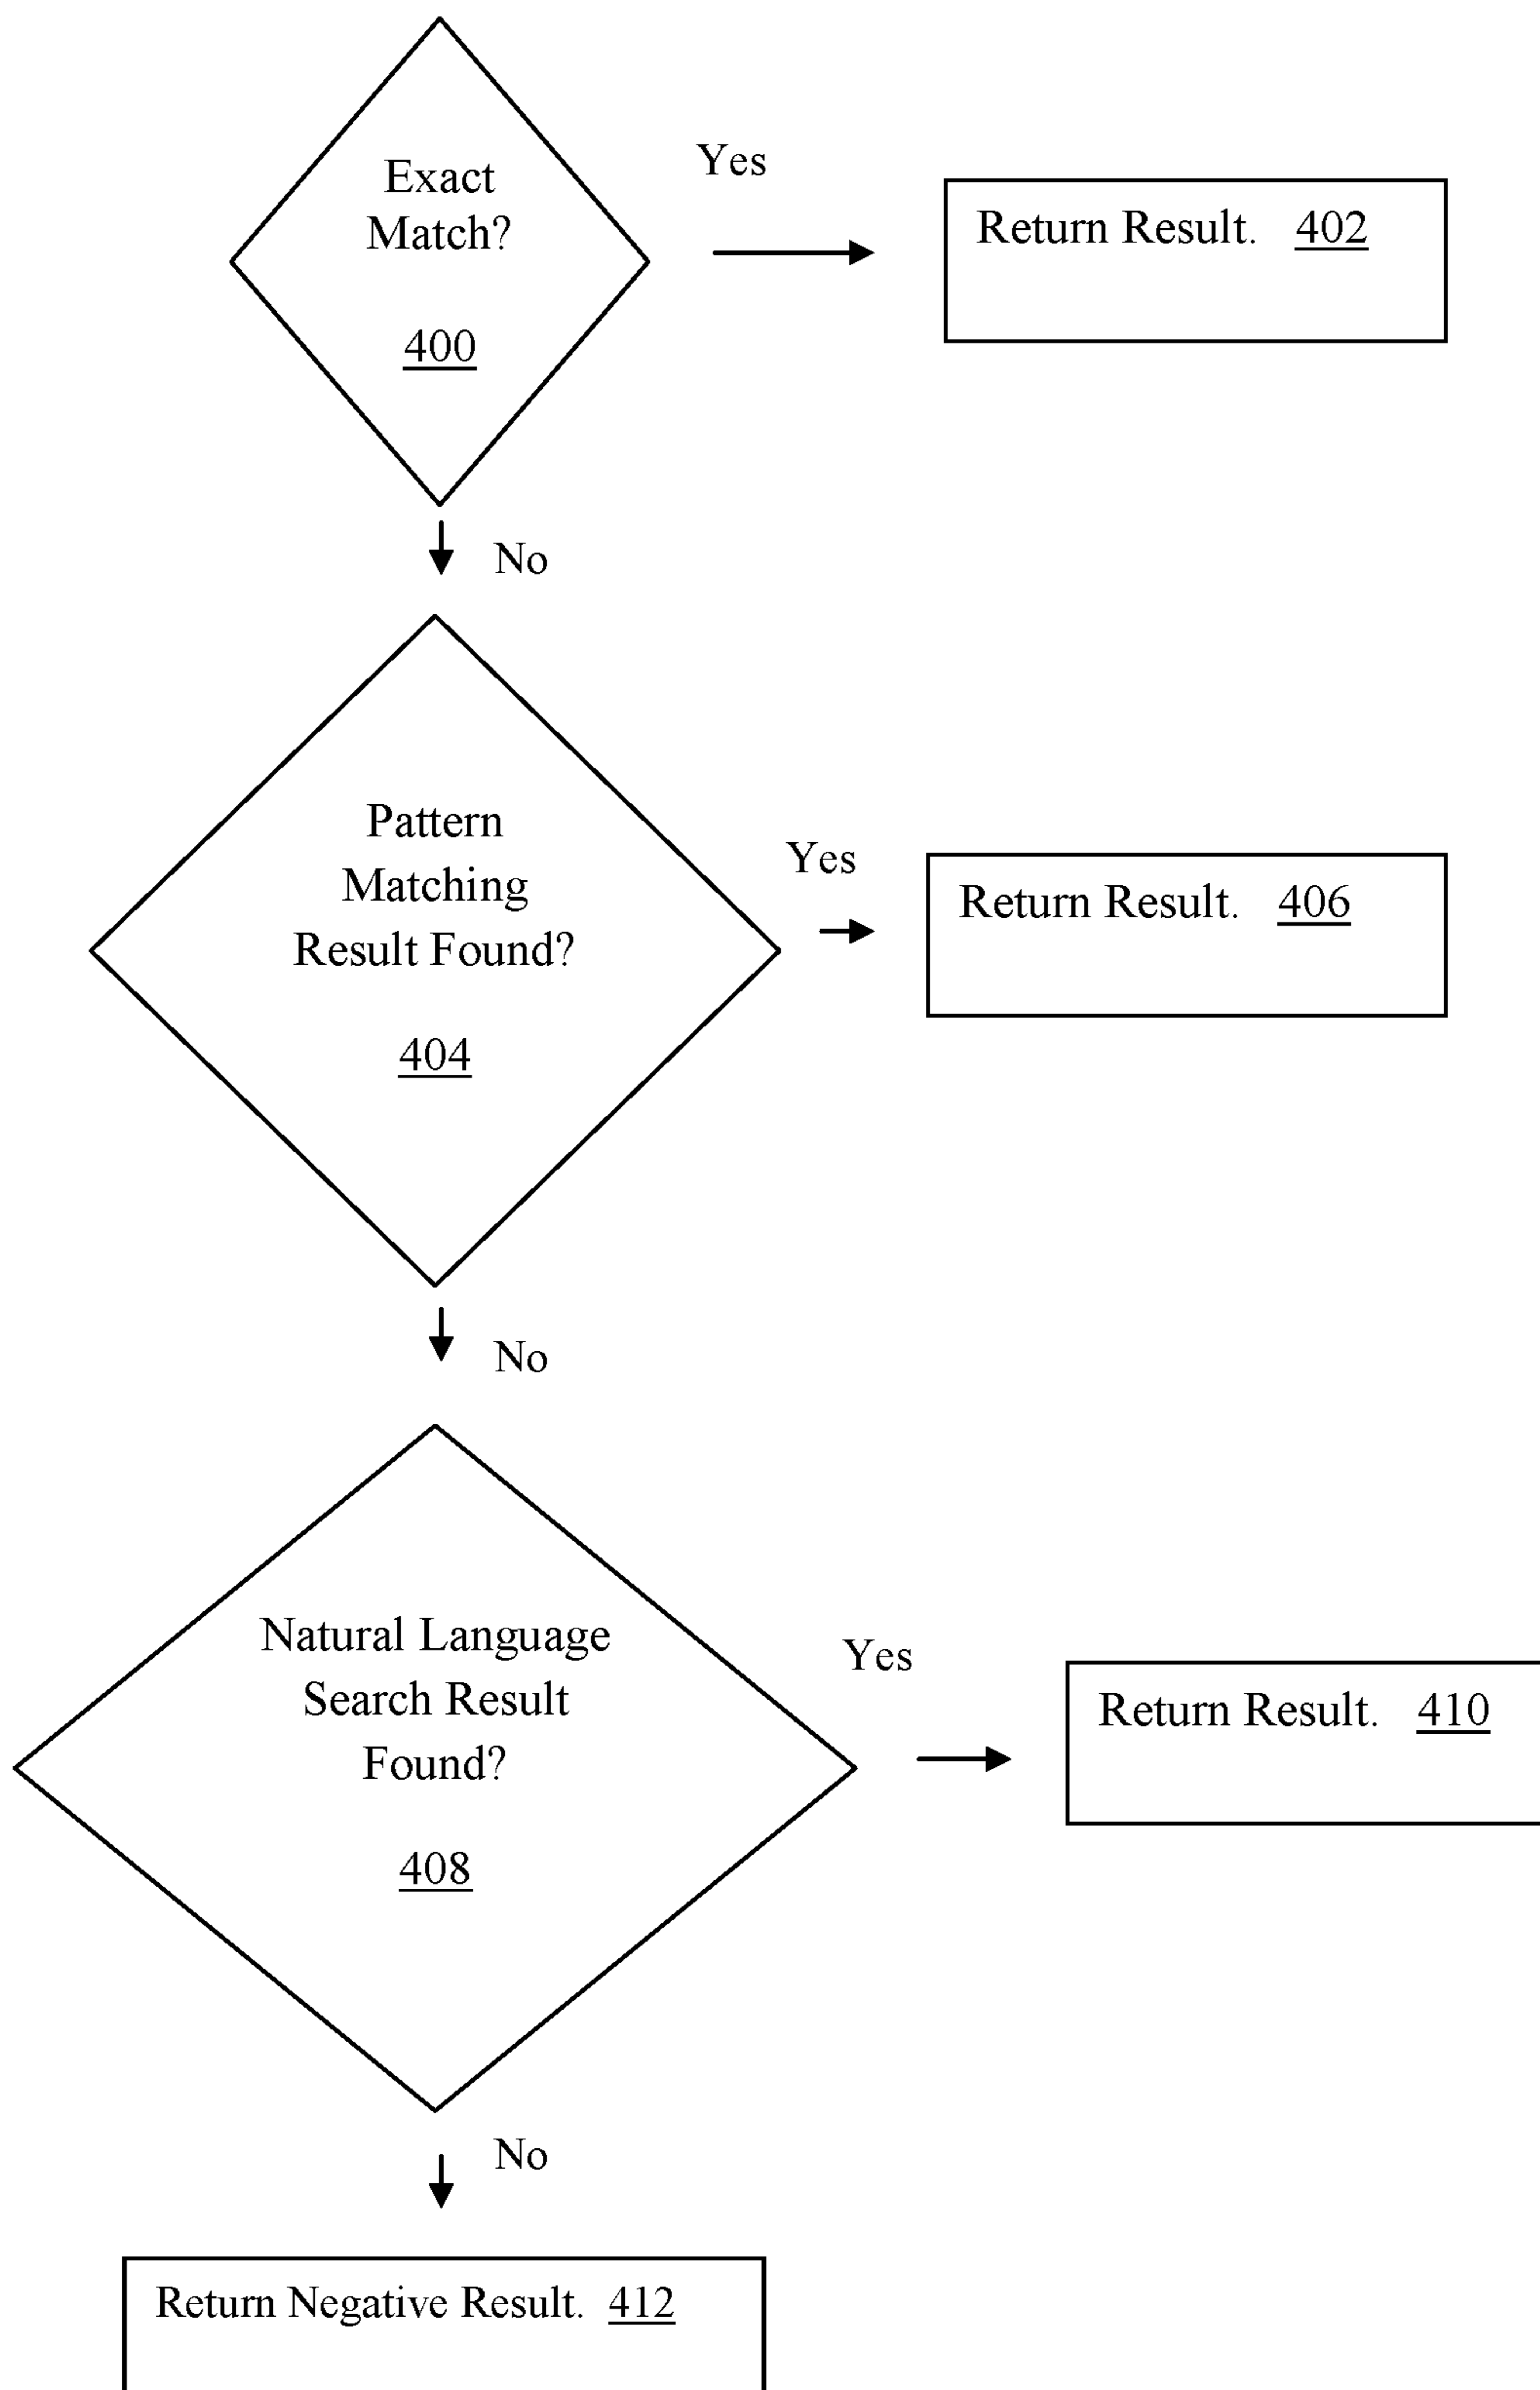 Exact
Match?
400
Yes
Return Result. 402
No
Pattern
Matching
Result Found?
404
Yes
Return Result. 406
No
Natural Language
Search Result
Found?
408
Yes
Return Result. 410
No
Return Negative Result. 412